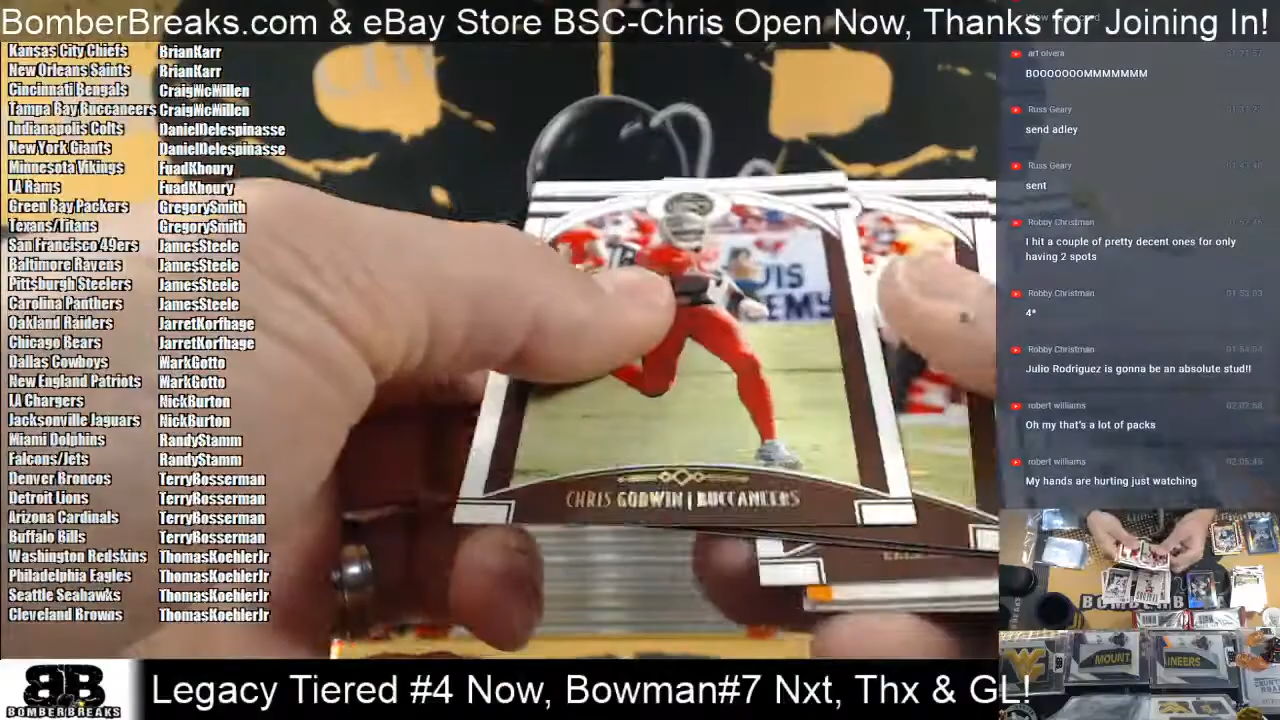 BomberBreaks.com & eBay Store BSC-Chris Open Now, Thanks for Joining In!
Kansas City Chiefs BrianKarr
New Orleans Saints BrianKarr
Cincinnati Bengals CraigMcMillen
Tampa Bay Buccaneers CraigMcMillen
Indianapolis Colts DanielDelespinasse
New York Giants DanielDelespinasse
Minnesota Vikings FuadKhoury
LA Rams FuadKhoury
Green Bay Packers GregorySmith
Texans/Titans GregorySmith
San Francisco 49ers JamesSteele
Baltimore Ravens JamesSteele
Pittsburgh Steelers JamesSteele
Carolina Panthers JamesSteele
Oakland Raiders JarretKorfhage
Chicago Bears JarretKorfhage
Dallas Cowboys MarkGotto
New England Patriots MarkGotto
LA Chargers NickBurton
Jacksonville Jaguars NickBurton
Miami Dolphins RandyStamm
Falcons/Jets RandyStamm
Denver Broncos TerryBosserman
Detroit Lions TerryBosserman
Arizona Cardinals TerryBosserman
Buffalo Bills TerryBosserman
Washington Redskins ThomasKoehlerJr
Philadelphia Eagles ThomasKoehlerJr
Seattle Seahawks ThomasKoehlerJr
Cleveland Browns ThomasKoehlerJr
CHRIS GODWIN | BUCCANEERS
art olvera
BOOOOOOOMMMMMMM
Russ Geary
send adley
Russ Geary
sent
Robby Christman
I hit a couple of pretty decent ones for only
having 2 spots
Robby Christman 01:53:03
4*
Robby Christman 01:54:04
Julio Rodriguez is gonna be an absolute stud!!
robert williams
Oh my that's a lot of packs
robert williams
My hands are hurting just watching
MOUNT
INEERS
BB
BOMBERBREAKS
Legacy Tiered #4 Now, Bowman#7 Nxt, Thx & GL!